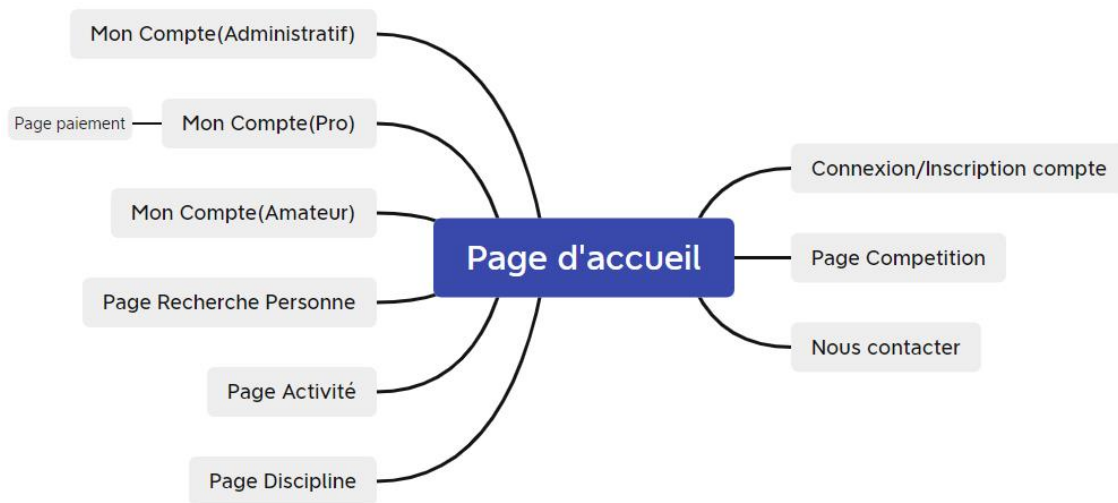 Mon Compte(Administratif)
Page paiement
Mon Compte(Pro)
Mon Compte(Amateur)
Page Recherche Personne
Page Activité
Page Discipline
Page d'accueil
Connexion/Inscription compte
Page Competition
Nous contacter